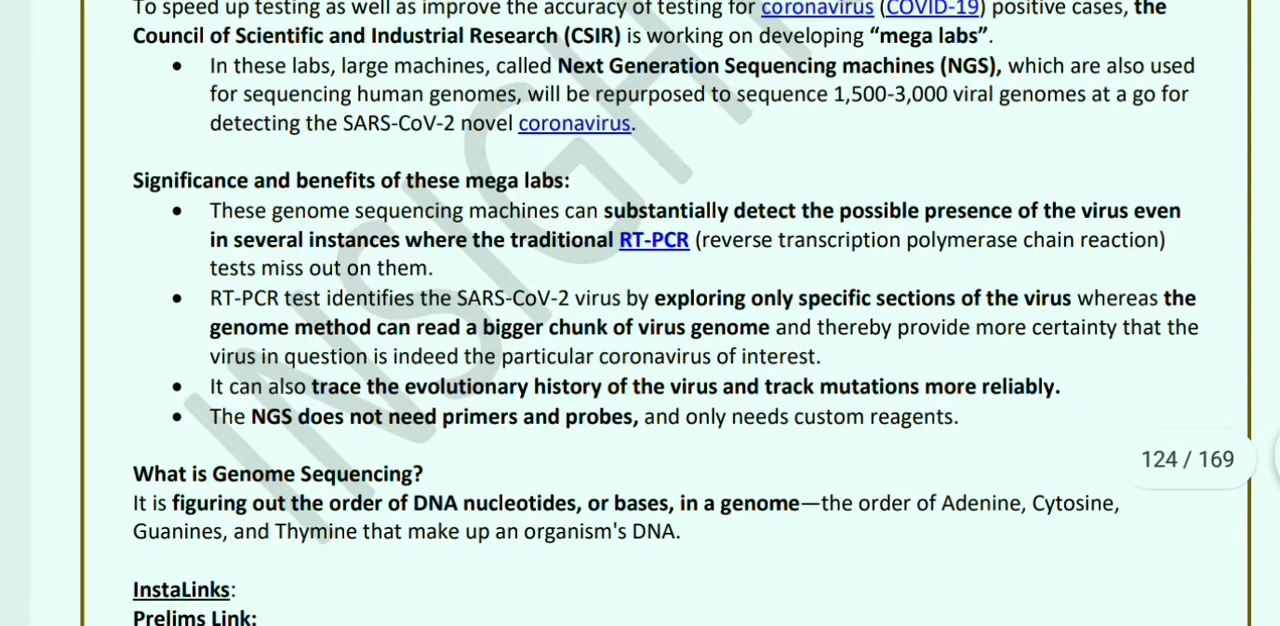 To speed up testing as well as improve the accuracy of testing for coronavirus (COVID-19) positive cases, the
Council of Scientific and Industrial Research (CSIR) is working on developing “mega labs”.
• In these labs, large machines, called Next Generation Sequencing machines (NGS), which are also used
for sequencing human genomes, will be repurposed to sequence 1,500-3,000 viral genomes at a go for
detecting the SARS-CoV-2 novel coronavirus.
Significance and benefits of these mega labs:
• These genome sequencing machines can substantially detect the possible presence of the virus even
in several instances where the traditional RT-PCR (reverse transcription polymerase chain reaction)
tests miss out on them.
• RT-PCR test identifies the SARS-CoV-2 virus by exploring only specific sections of the virus whereas the
genome method can read a bigger chunk of virus genome and thereby provide more certainty that the
virus in question is indeed the particular coronavirus of interest.
• It can also trace the evolutionary history of the virus and track mutations more reliably.
• The NGS does not need primers and probes, and only needs custom reagents.
124 / 169
What is Genome Sequencing?
It is figuring out the order of DNA nucleotides, or bases, in a genome—the order of Adenine, Cytosine,
Guanines, and Thymine that make up an organism's DNA.
InstaLinks:
Prelims Link:
INSIGH